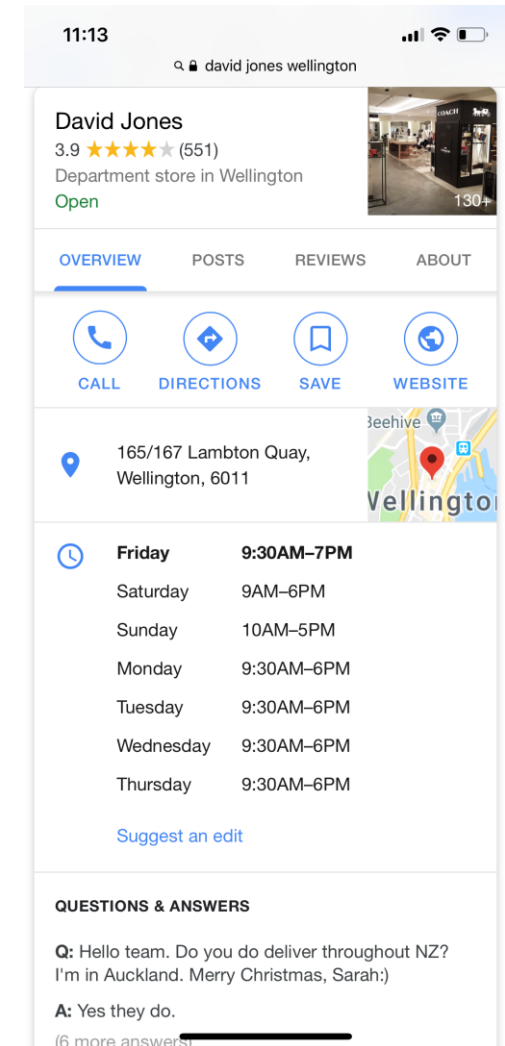 11:13
david jones wellington
David Jones
3.9 ★★★★★ (551)
Department store in Wellington
Open
COACH
130+
OVERVIEW POSTS REVIEWS ABOUT
CALL DIRECTIONS SAVE WEBSITE
165/167 Lambton Quay,
Wellington, 6011
Beehive
Wellingto
Friday 9:30AM–7PM
Saturday 9AM–6PM
Sunday 10AM–5PM
Monday 9:30AM–6PM
Tuesday 9:30AM–6PM
Wednesday 9:30AM–6PM
Thursday 9:30AM–6PM
Suggest an edit
QUESTIONS & ANSWERS
Q: Hello team. Do you do deliver throughout NZ?
I'm in Auckland. Merry Christmas, Sarah:)
A: Yes they do.
(6 more answers)